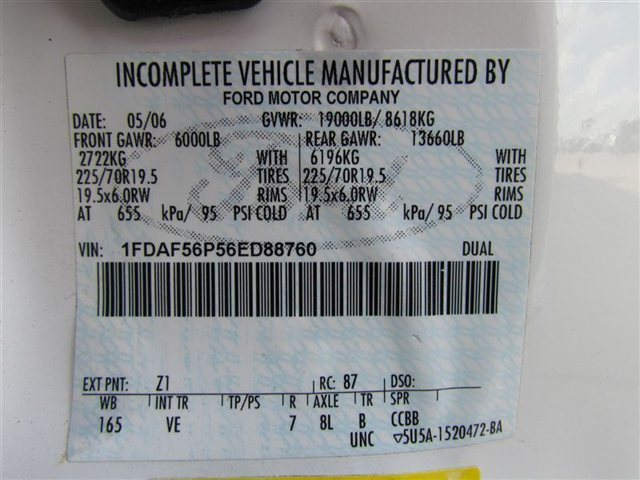 INCOMPLETE VEHICLE MANUFACTURED BY
FORD MOTOR COMPANY
DATE: 05/06 GVWR: 19000LB/ 8618KG
FRONT GAWR: 6000LB REAR GAWR: 13660LB
2722KG WITH 6196KG WITH
225/70R19.5 TIRES 225/70R19.5 TIRES
19.5x6.0RW RIMS 19.5x6.0RW RIMS
AT 655 kPa/ 95 PSI COLD AT 655 kPa/ 95 PSI COLD
VIN: 1FDAF56P56ED88760 DUAL
EXT PNT: Z1 RC: 87 DSO:
WB INT TR TP/PS R AXLE TR SPR
165 VE 7 8L B CCBB
UNC ▽5U5A-1520472-BA